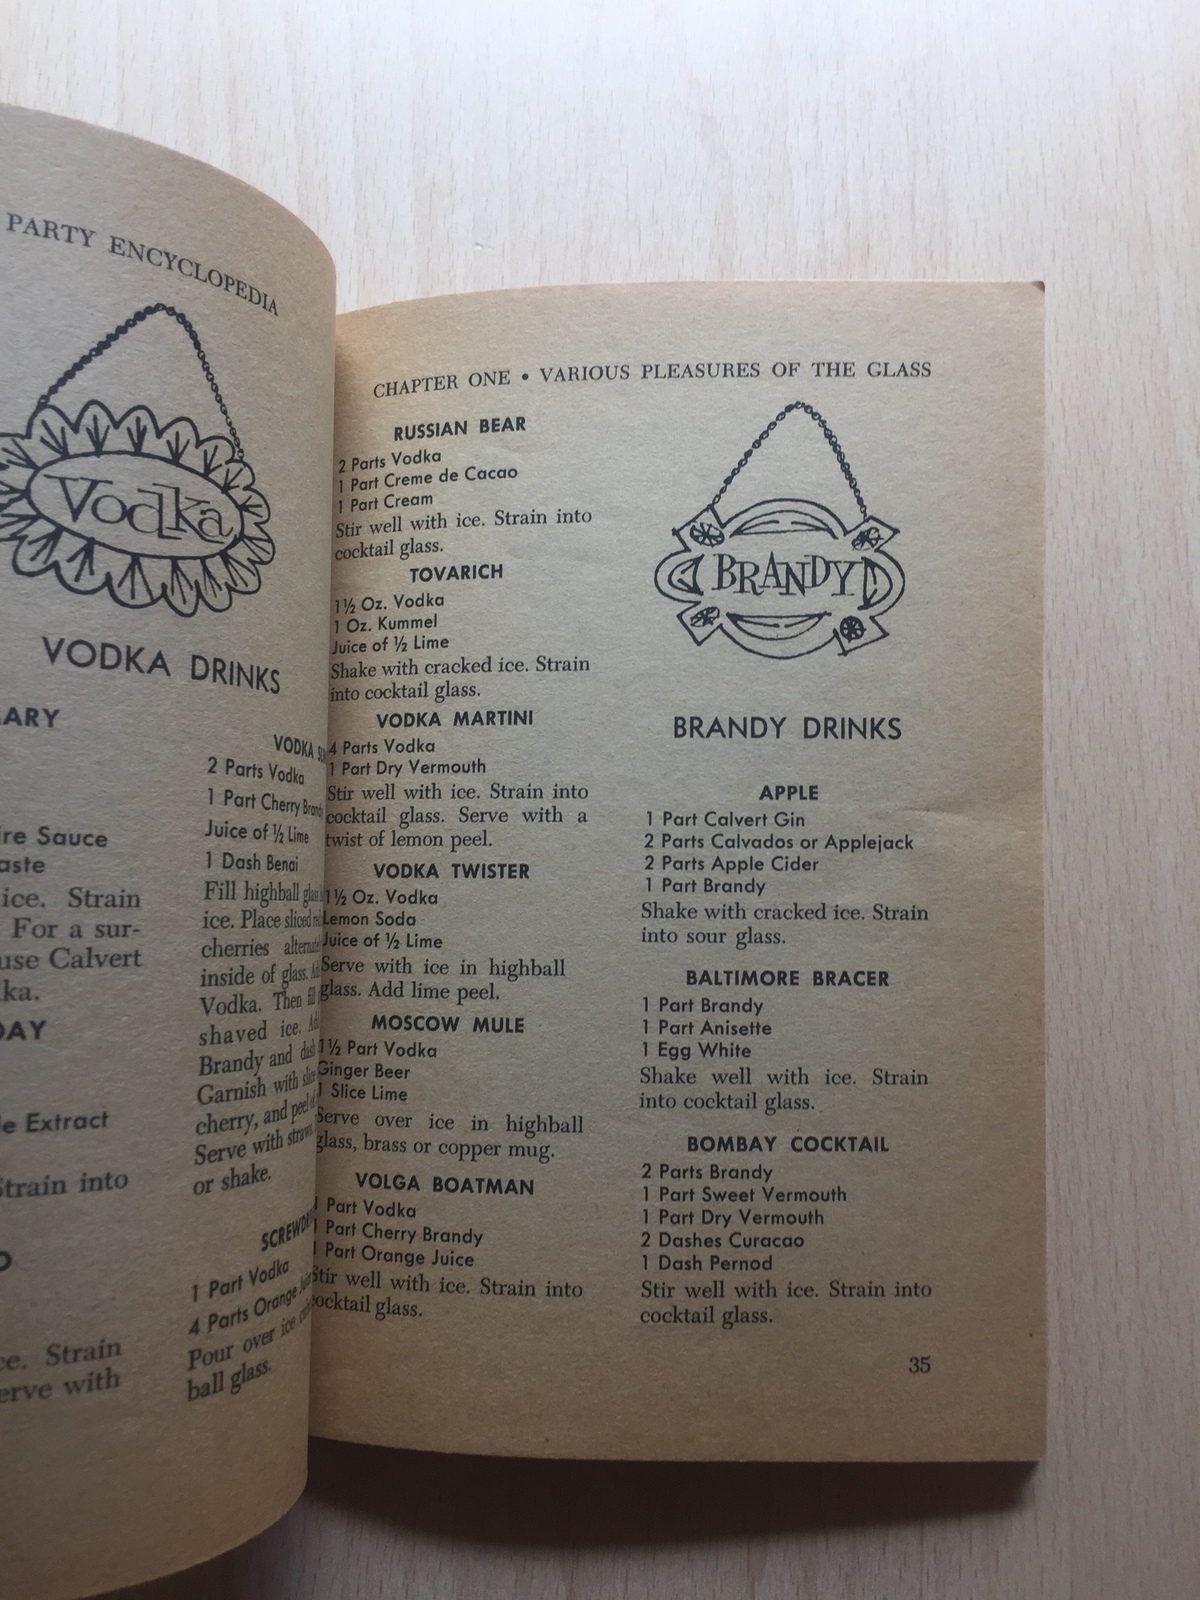 PARTY ENCYCLOPEDIA
Vodka
VODKA DRINKS
ARY
ire Sauce
aste
ice. Strain
For a sur-
use Calvert
ka.
DAY
le Extract
Strain into
ce. Strain
erve with
VODKA
2 Parts Vodka
1 Part Cherry
Juice of ½ Lime
1 Dash Benai
Fill highball
ice. Place sliced
cherries
inside of glass.
Vodka. Then
shaved ice.
Brandy and
Garnish with
cherry, and peel
Serve with
or shake.
1 Part Vodka
4 Parts Orange
Pour over ice
ball glass.
CHAPTER ONE • VARIOUS PLEASURES OF THE GLASS
RUSSIAN BEAR
2 Parts Vodka
1 Part Creme de Cacao
1 Part Cream
Stir well with ice. Strain into
cocktail glass.
TOVARICH
1½ Oz. Vodka
1 Oz. Kummel
Juice of ½ Lime
Shake with cracked ice. Strain
into cocktail glass.
VODKA MARTINI
4 Parts Vodka
1 Part Dry Vermouth
Stir well with ice. Strain into
cocktail glass. Serve with a
twist of lemon peel.
VODKA TWISTER
1½ Oz. Vodka
Lemon Soda
Juice of ½ Lime
Serve with ice in highball
glass. Add lime peel.
MOSCOW MULE
1½ Part Vodka
Ginger Beer
1 Slice Lime
Serve over ice in highball
glass, brass or copper mug.
VOLGA BOATMAN
1 Part Vodka
1 Part Cherry Brandy
1 Part Orange Juice
Stir well with ice. Strain into
cocktail glass.
BRANDY
BRANDY DRINKS
APPLE
1 Part Calvert Gin
2 Parts Calvados or Applejack
2 Parts Apple Cider
1 Part Brandy
Shake with cracked ice. Strain
into sour glass.
BALTIMORE BRACER
1 Part Brandy
1 Part Anisette
1 Egg White
Shake well with ice. Strain
into cocktail glass.
BOMBAY COCKTAIL
2 Parts Brandy
1 Part Sweet Vermouth
1 Part Dry Vermouth
2 Dashes Curacao
1 Dash Pernod
Stir well with ice. Strain into
cocktail glass.
35